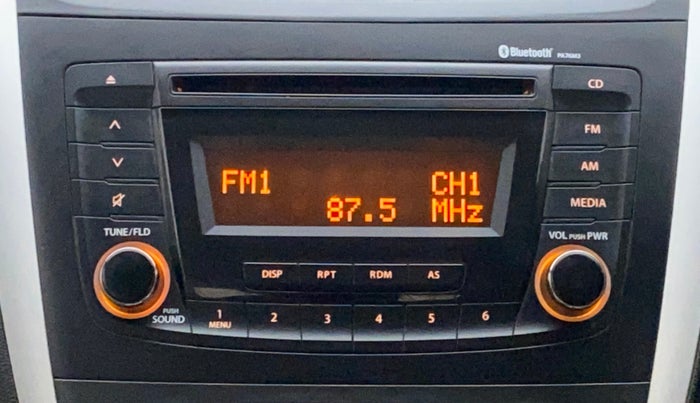 Bluetooth PA70UM3
CD
FM
AM
MEDIA
FM1 CH1
87.5 MHz
TUNE/FLD
VOL PUSH PWR
DISP RPT RDM AS
PUSH
SOUND
1 2 3 4 5 6
MENU